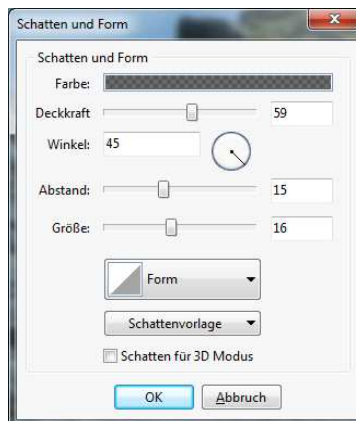 Schatten und Form
Schatten und Form
Farbe:
Deckkraft 59
Winkel: 45
Abstand: 15
Größe: 16
Form
Schattenvorlage
Schatten für 3D Modus
OK Abbruch